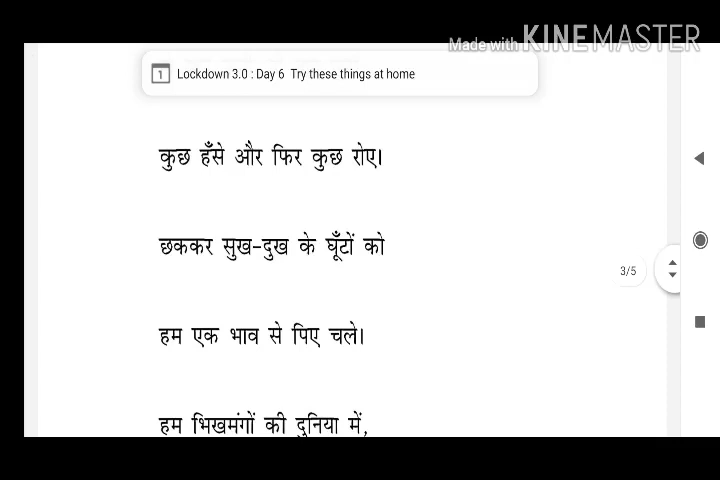 Made with KINEMASTER
1 Lockdown 3.0 : Day 6 Try these things at home
कुछ हँसे और फिर कुछ रोए।
छककर सुख-दुख के घूँटों को
3/5
हम एक भाव से पिए चले।
हम भिखमंगों की दुनिया में,